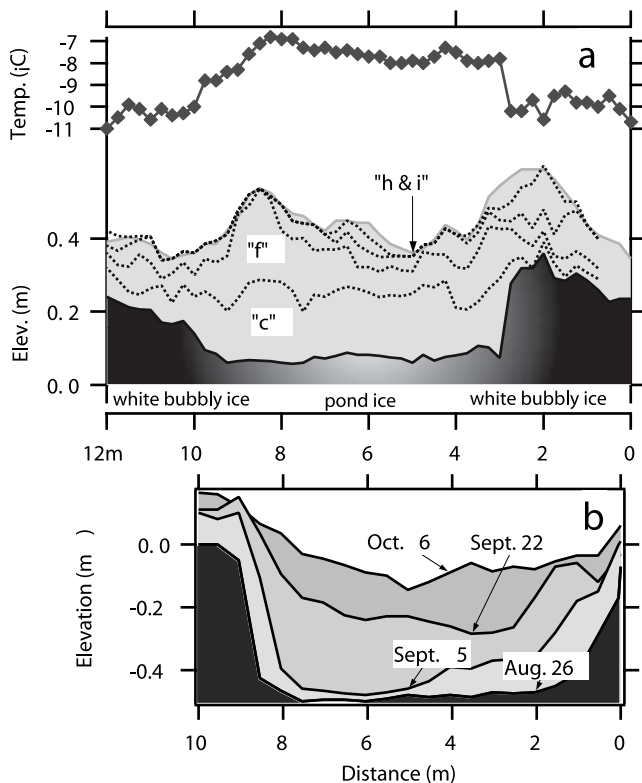 a
Temp. (¡C)
-7
-8
-9
-10
-11
"h & i"
"f"
"c"
Elev. (m)
0.4
0.2
0. 0
white bubbly ice pond ice white bubbly ice
12m 10 8 6 4 2 0
b
Elevation (m )
0.0
-0.2
-0.4
Oct. 6
Sept. 22
Sept. 5
Aug. 26
10 8 6 4 2 0
Distance (m)